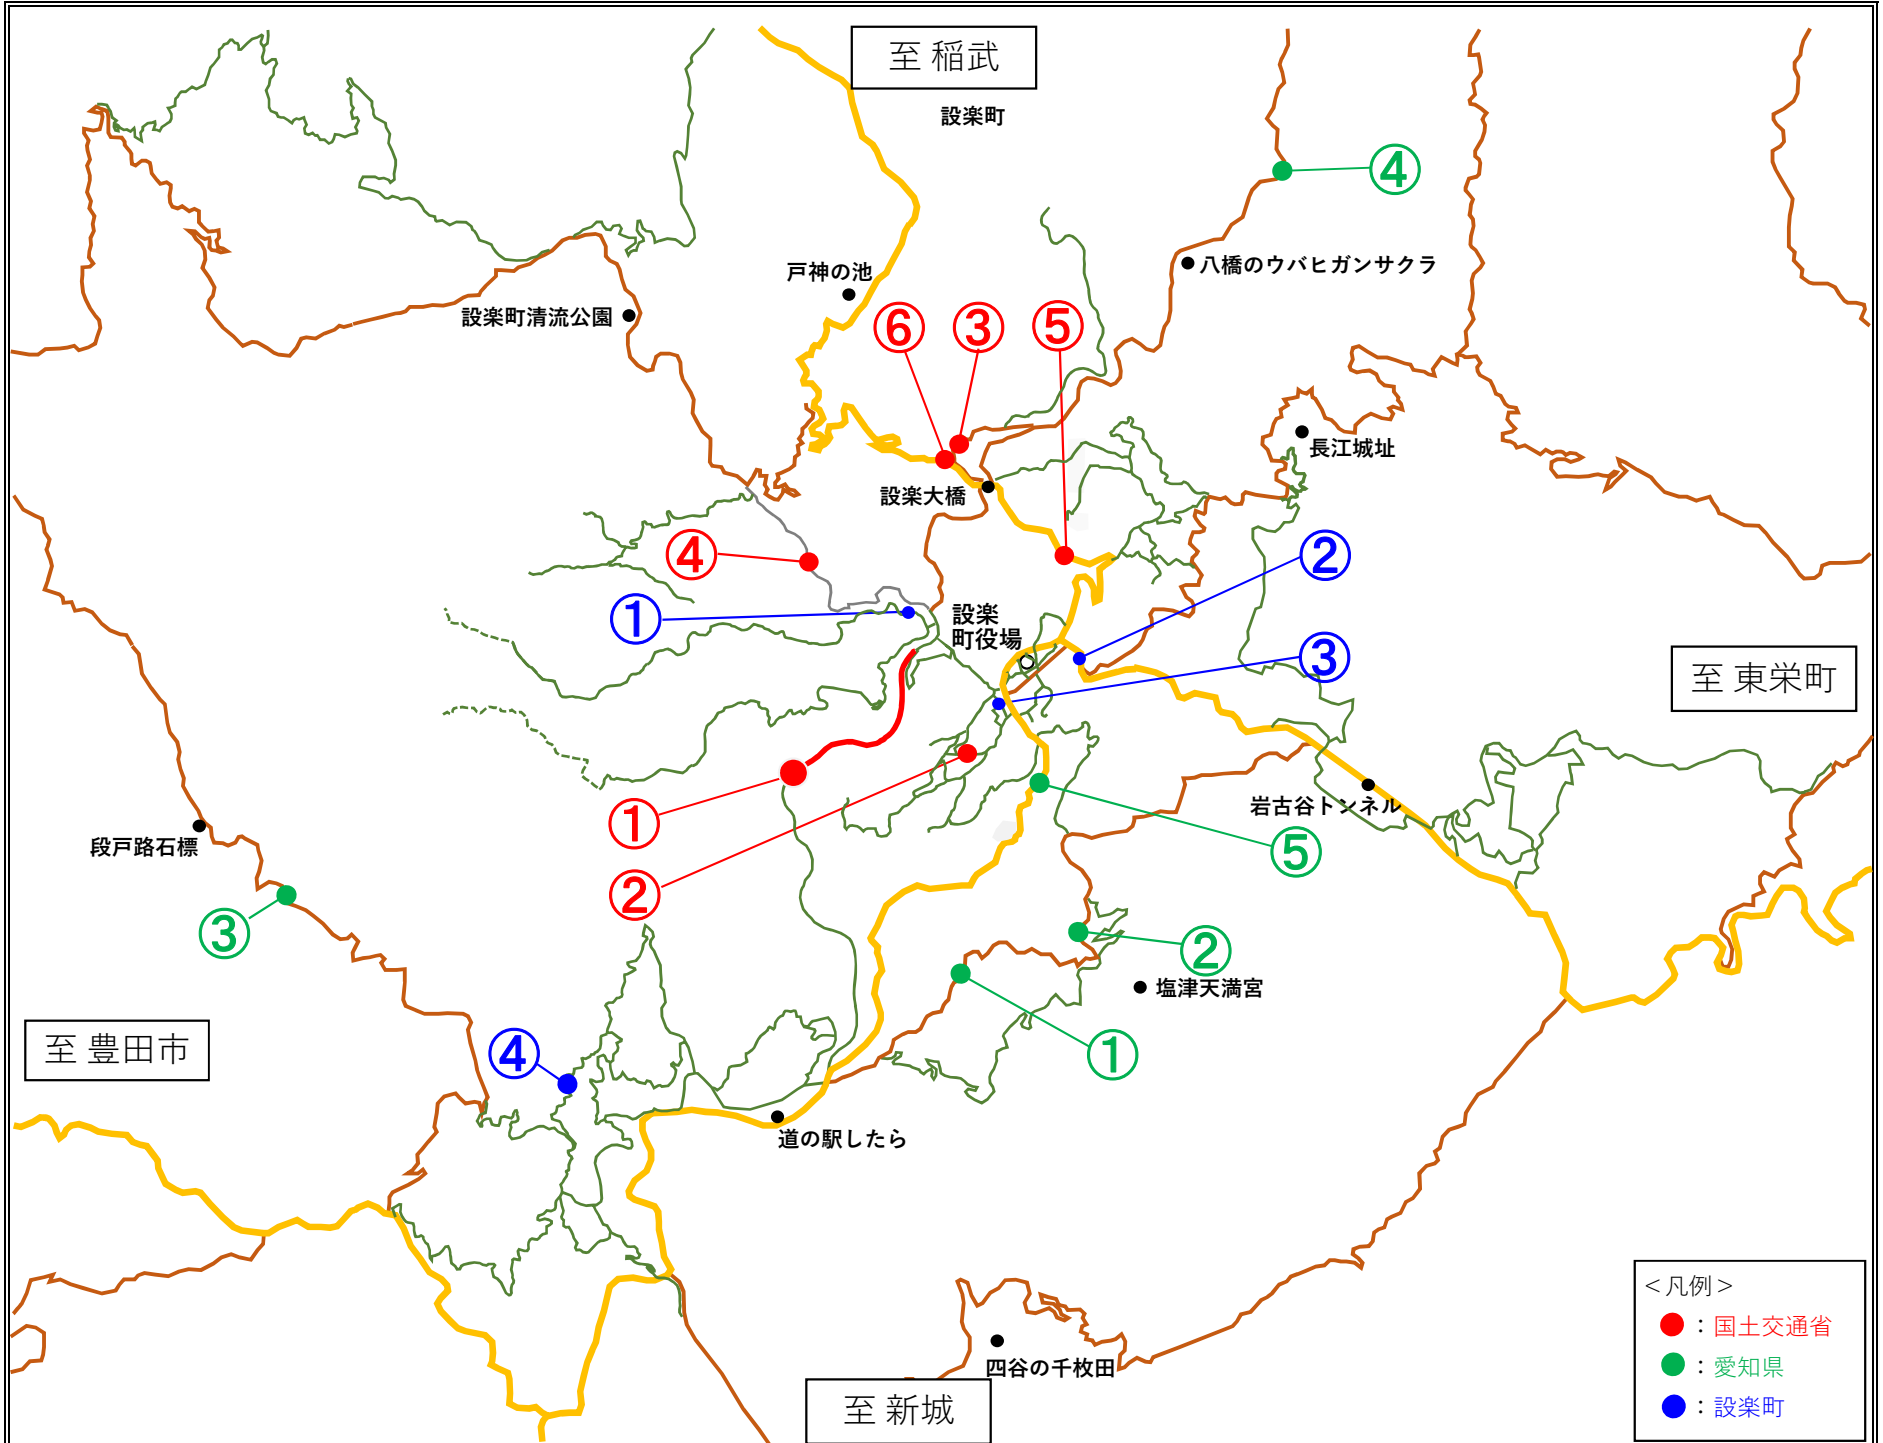 至 稲武
設楽町
④
八橋のウバヒガンサクラ
戸神の池
設楽町清流公園
⑥
③
⑤
長江城址
設楽大橋
④
②
①
設楽
町役場
③
至 東栄町
岩古谷トンネル
①
段戸路石標
⑤
②
③
②
塩津天満宮
至 豊田市
④
①
道の駅したら
四谷の千枚田
至 新城
＜凡例＞
：国土交通省
：愛知県
：設楽町